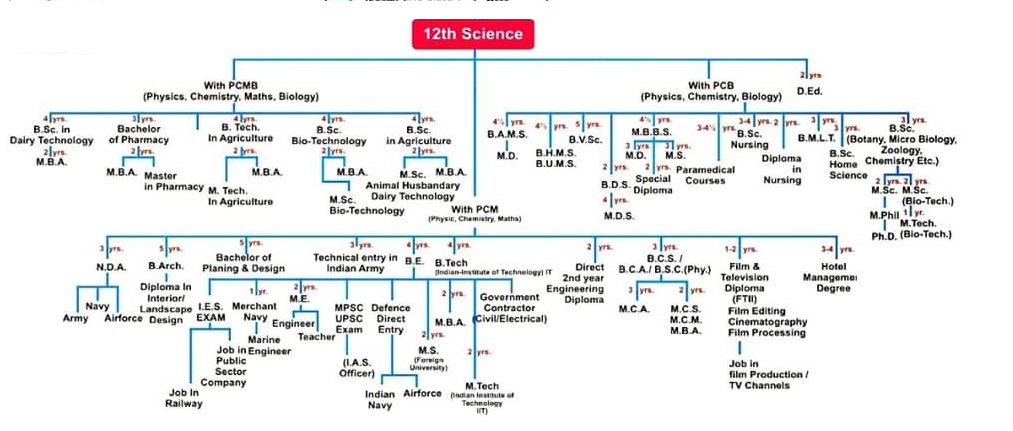 12th Science
With PCMB
(Physics, Chemistry, Maths, Biology)
With PCB
(Physics, Chemistry, Biology)
2 yrs
D.Ed.
4 yrs.
B.Sc. in
Dairy Technology
2 yrs.
M.B.A.
3 yrs.
Bachelor
of Pharmacy
2 yrs.
M.B.A.
Master
in Pharmacy
4 yrs.
B. Tech.
In Agriculture
2 yrs.
M.B.A.
M. Tech.
In Agriculture
4 yrs.
B.Sc.
Bio-Technology
2 yrs.
M.B.A.
M.Sc.
Bio-Technology
4 yrs.
B.Sc.
in Agriculture
2 yrs.
M.Sc.
M.B.A.
Animal Husbandary
Dairy Technology
4½ yrs.
B.A.M.S.
M.D.
4½ yrs.
B.H.M.S.
B.U.M.S.
5 yrs.
B.V.Sc.
4½ yrs.
M.B.B.S.
3 yrs.
M.D.
3 yrs.
M.S.
2 yrs.
Special
Diploma
2 yrs.
B.D.S.
4 yrs.
M.D.S.
3-4½ yrs.
Paramedical
Courses
3-4 yrs.
B.Sc.
Nursing
2 yrs.
Diploma
in
Nursing
3 yrs.
B.M.L.T.
3 yrs.
B.Sc.
Home
Science
3 yrs.
B.Sc.
(Botany, Micro Biology,
Zoology,
Chemistry Etc.)
2 yrs.
M.Sc.
M.Phil
Ph.D.
2 yrs.
M.Sc.
(Bio-Tech.)
1 yr.
M.Tech.
(Bio-Tech.)
With PCM
(Physic, Chemistry, Maths)
3 yrs.
N.D.A.
Army
Navy
Airforce
5 yrs.
B.Arch.
Diploma In
Interior/
Landscape
Design
5 yrs.
Bachelor of
Planing & Design
3 yrs.
Technical entry in
Indian Army
4 yrs.
B.E.
4 yrs.
B.Tech
(Indian-Institute of Technology) IT
I.E.S.
EXAM
Job In
Railway
Job in
Public
Sector
Company
1 yr.
Merchant
Navy
Marine
Engineer
2 yrs.
M.E.
Engineer
Teacher
MPSC
UPSC
Exam
(I.A.S.
Officer)
Defence
Direct
Entry
Indian
Navy
Airforce
2 yrs.
M.S.
(Foreign
University)
2 yrs.
M.B.A.
2 yrs.
M.Tech
(Indian Institute of
Technology
IIT)
Government
Contractor
(Civil/Electrical)
2 yrs.
Direct
2nd year
Engineering
Diploma
3 yrs.
B.C.S. /
B.C.A./ B.S.C.(Phy.)
3 yrs.
M.C.A.
2 yrs.
M.C.S.
M.C.M.
M.B.A.
1-2 yrs.
Film &
Television
Diploma
(FTII)
Film Editing
Cinematography
Film Processing
Job in
film Production /
TV Channels
3-4 yrs.
Hotel
Managemei
Degree